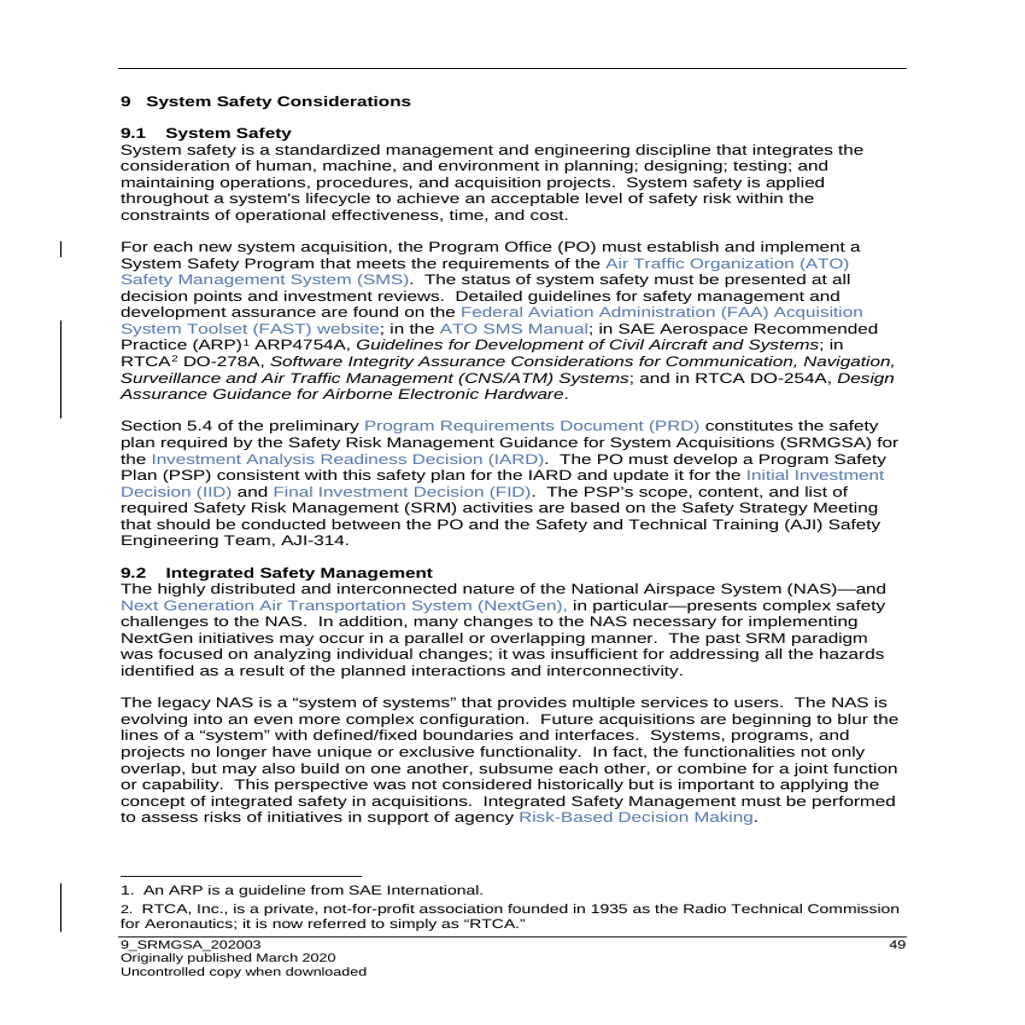 9 System Safety Considerations
9.1 System Safety
System safety is a standardized management and engineering discipline that integrates the
consideration of human, machine, and environment in planning; designing; testing; and
maintaining operations, procedures, and acquisition projects. System safety is applied
throughout a system's lifecycle to achieve an acceptable level of safety risk within the
constraints of operational effectiveness, time, and cost.
For each new system acquisition, the Program Office (PO) must establish and implement a
System Safety Program that meets the requirements of the Air Traffic Organization (ATO)
Safety Management System (SMS). The status of system safety must be presented at all
decision points and investment reviews. Detailed guidelines for safety management and
development assurance are found on the Federal Aviation Administration (FAA) Acquisition
System Toolset (FAST) website; in the ATO SMS Manual; in SAE Aerospace Recommended
Practice (ARP)¹ ARP4754A, Guidelines for Development of Civil Aircraft and Systems; in
RTCA² DO-278A, Software Integrity Assurance Considerations for Communication, Navigation,
Surveillance and Air Traffic Management (CNS/ATM) Systems; and in RTCA DO-254A, Design
Assurance Guidance for Airborne Electronic Hardware.
Section 5.4 of the preliminary Program Requirements Document (PRD) constitutes the safety
plan required by the Safety Risk Management Guidance for System Acquisitions (SRMGSA) for
the Investment Analysis Readiness Decision (IARD). The PO must develop a Program Safety
Plan (PSP) consistent with this safety plan for the IARD and update it for the Initial Investment
Decision (IID) and Final Investment Decision (FID). The PSP’s scope, content, and list of
required Safety Risk Management (SRM) activities are based on the Safety Strategy Meeting
that should be conducted between the PO and the Safety and Technical Training (AJI) Safety
Engineering Team, AJI-314.
9.2 Integrated Safety Management
The highly distributed and interconnected nature of the National Airspace System (NAS)—and
Next Generation Air Transportation System (NextGen), in particular—presents complex safety
challenges to the NAS. In addition, many changes to the NAS necessary for implementing
NextGen initiatives may occur in a parallel or overlapping manner. The past SRM paradigm
was focused on analyzing individual changes; it was insufficient for addressing all the hazards
identified as a result of the planned interactions and interconnectivity.
The legacy NAS is a “system of systems” that provides multiple services to users. The NAS is
evolving into an even more complex configuration. Future acquisitions are beginning to blur the
lines of a “system” with defined/fixed boundaries and interfaces. Systems, programs, and
projects no longer have unique or exclusive functionality. In fact, the functionalities not only
overlap, but may also build on one another, subsume each other, or combine for a joint function
or capability. This perspective was not considered historically but is important to applying the
concept of integrated safety in acquisitions. Integrated Safety Management must be performed
to assess risks of initiatives in support of agency Risk-Based Decision Making.
1. An ARP is a guideline from SAE International.
2. RTCA, Inc., is a private, not-for-profit association founded in 1935 as the Radio Technical Commission
for Aeronautics; it is now referred to simply as “RTCA.”
9_SRMGSA_202003 49
Originally published March 2020
Uncontrolled copy when downloaded